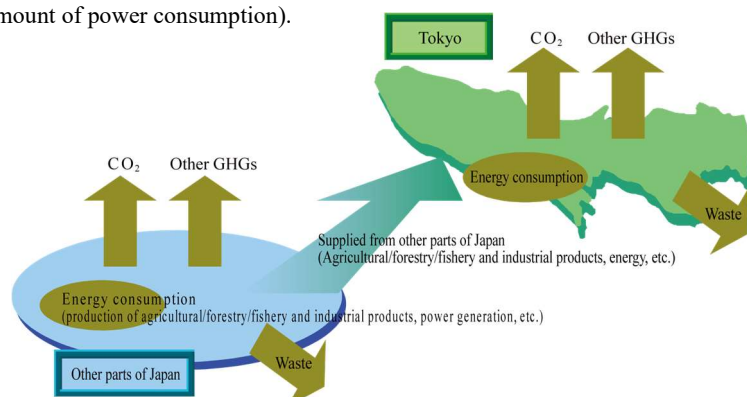 mount of power consumption).
Tokyo
CO₂ Other GHGs
Energy consumption
Waste
CO₂ Other GHGs
Supplied from other parts of Japan
(Agricultural/forestry/fishery and industrial products, energy, etc.)
Energy consumption
(production of agricultural/forestry/fishery and industrial products, power generation, etc.)
Waste
Other parts of Japan